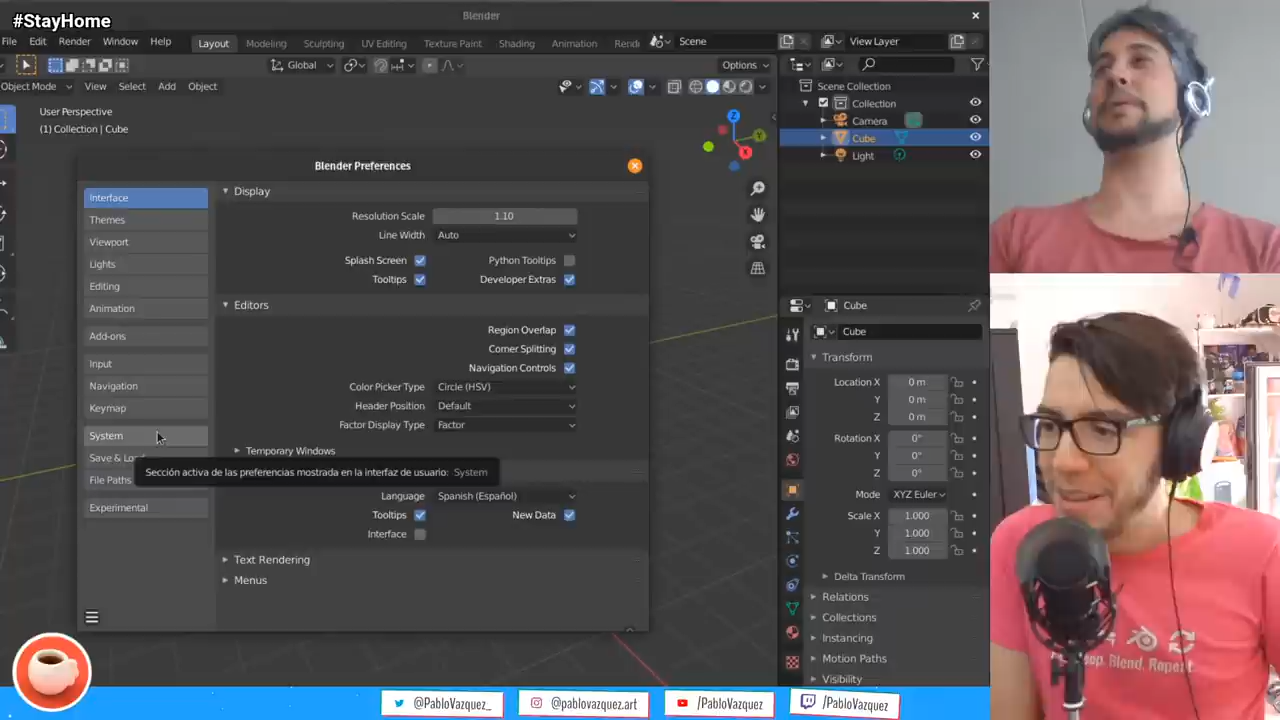 #StayHome
Blender
File Edit Render Window Help
Layout Modeling Sculpting UV Editing Texture Paint Shading Animation
Scene
View Layer
Global
Options
Object Mode View Select Add Object
User Perspective
(1) Collection | Cube
Z
Y
X
Scene Collection
Collection
Camera
Cube
Light
Blender Preferences
Interface
Themes
Viewport
Lights
Editing
Animation
Add-ons
Input
Navigation
Keymap
System
File Paths
Experimental
Display
Resolution Scale 1.10
Line Width Auto
Splash Screen Python Tooltips
Tooltips Developer Extras
Editors
Region Overlap
Corner Splitting
Navigation Controls
Color Picker Type Circle (HSV)
Header Position Default
Factor Display Type Factor
Temporary Windows
Sección activa de las preferencias mostrada en la interfaz de usuario: System
Language Spanish (Español)
Tooltips New Data
Interface
Text Rendering
Menus
Cube
Cube
Transform
Location X 0 m
Y 0 m
Z 0 m
Rotation X 0°
Y 0°
Z 0°
Mode XYZ Euler
Scale X 1.000
Y 1.000
Z 1.000
Delta Transform
Relations
Collections
Instancing
Motion Paths
Visibility
Blend. Repeat.
@PabloVazquez_
@pablovazquez.art
/PabloVazquez
/PabloVazquez